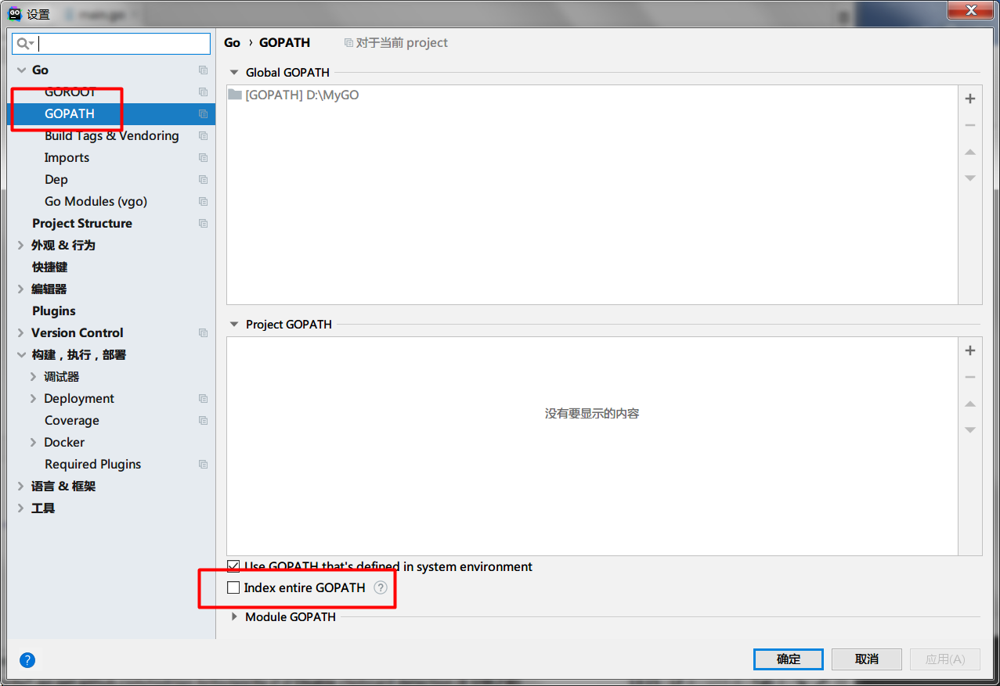 设置
Go
GOROOT
GOPATH
Build Tags & Vendoring
Imports
Dep
Go Modules (vgo)
Project Structure
外观 & 行为
快捷键
编辑器
Plugins
Version Control
构建，执行，部署
调试器
Deployment
Coverage
Docker
Required Plugins
语言 & 框架
工具
Go › GOPATH 对于当前 project
Global GOPATH
[GOPATH] D:\MyGO
Project GOPATH
没有要显示的内容
Use GOPATH that's defined in system environment
Index entire GOPATH ?
Module GOPATH
?
确定 取消 应用(A)